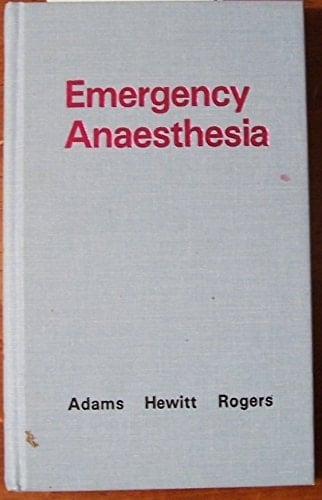 Emergency
Anaesthesia
Adams Hewitt Rogers